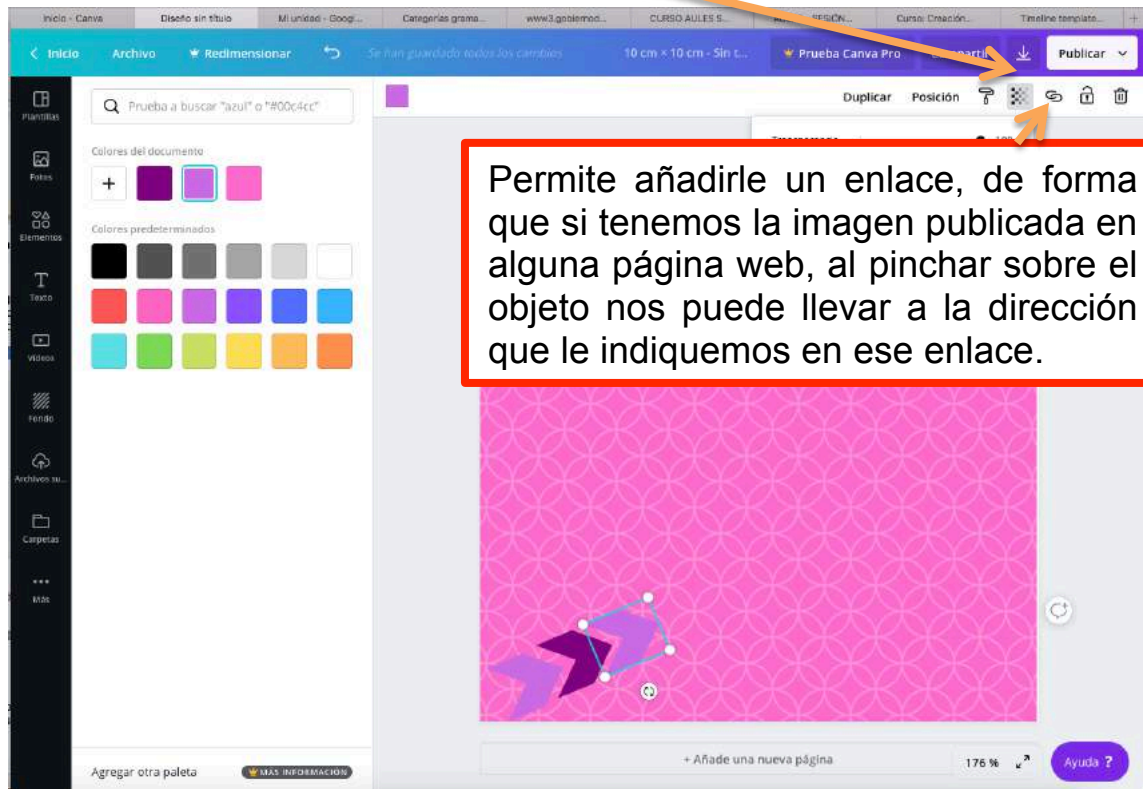 Inicio - Canva
Diseño sin título
Mi unidad - Googl...
Categorías grama...
www3.gobiernod...
CURSO AULES S...
Curso: Creación...
Timeline template...
+
< Inicio
Archivo
Redimensionar
Se han guardado todos los cambios
10 cm × 10 cm - Sin t...
Prueba Canva Pro
Publicar
Prueba a buscar "azul" o "#00c4cc"
Duplicar
Posición
Plantillas
Fotos
Elementos
Texto
Vídeos
Fondo
Archivos su...
Carpetas
Más
Colores del documento
+
Colores predeterminados
Permite añadirle un enlace, de forma
que si tenemos la imagen publicada en
alguna página web, al pinchar sobre el
objeto nos puede llevar a la dirección
que le indiquemos en ese enlace.
+ Añade una nueva página
176 %
Ayuda ?
Agregar otra paleta
MÁS INFORMACIÓN